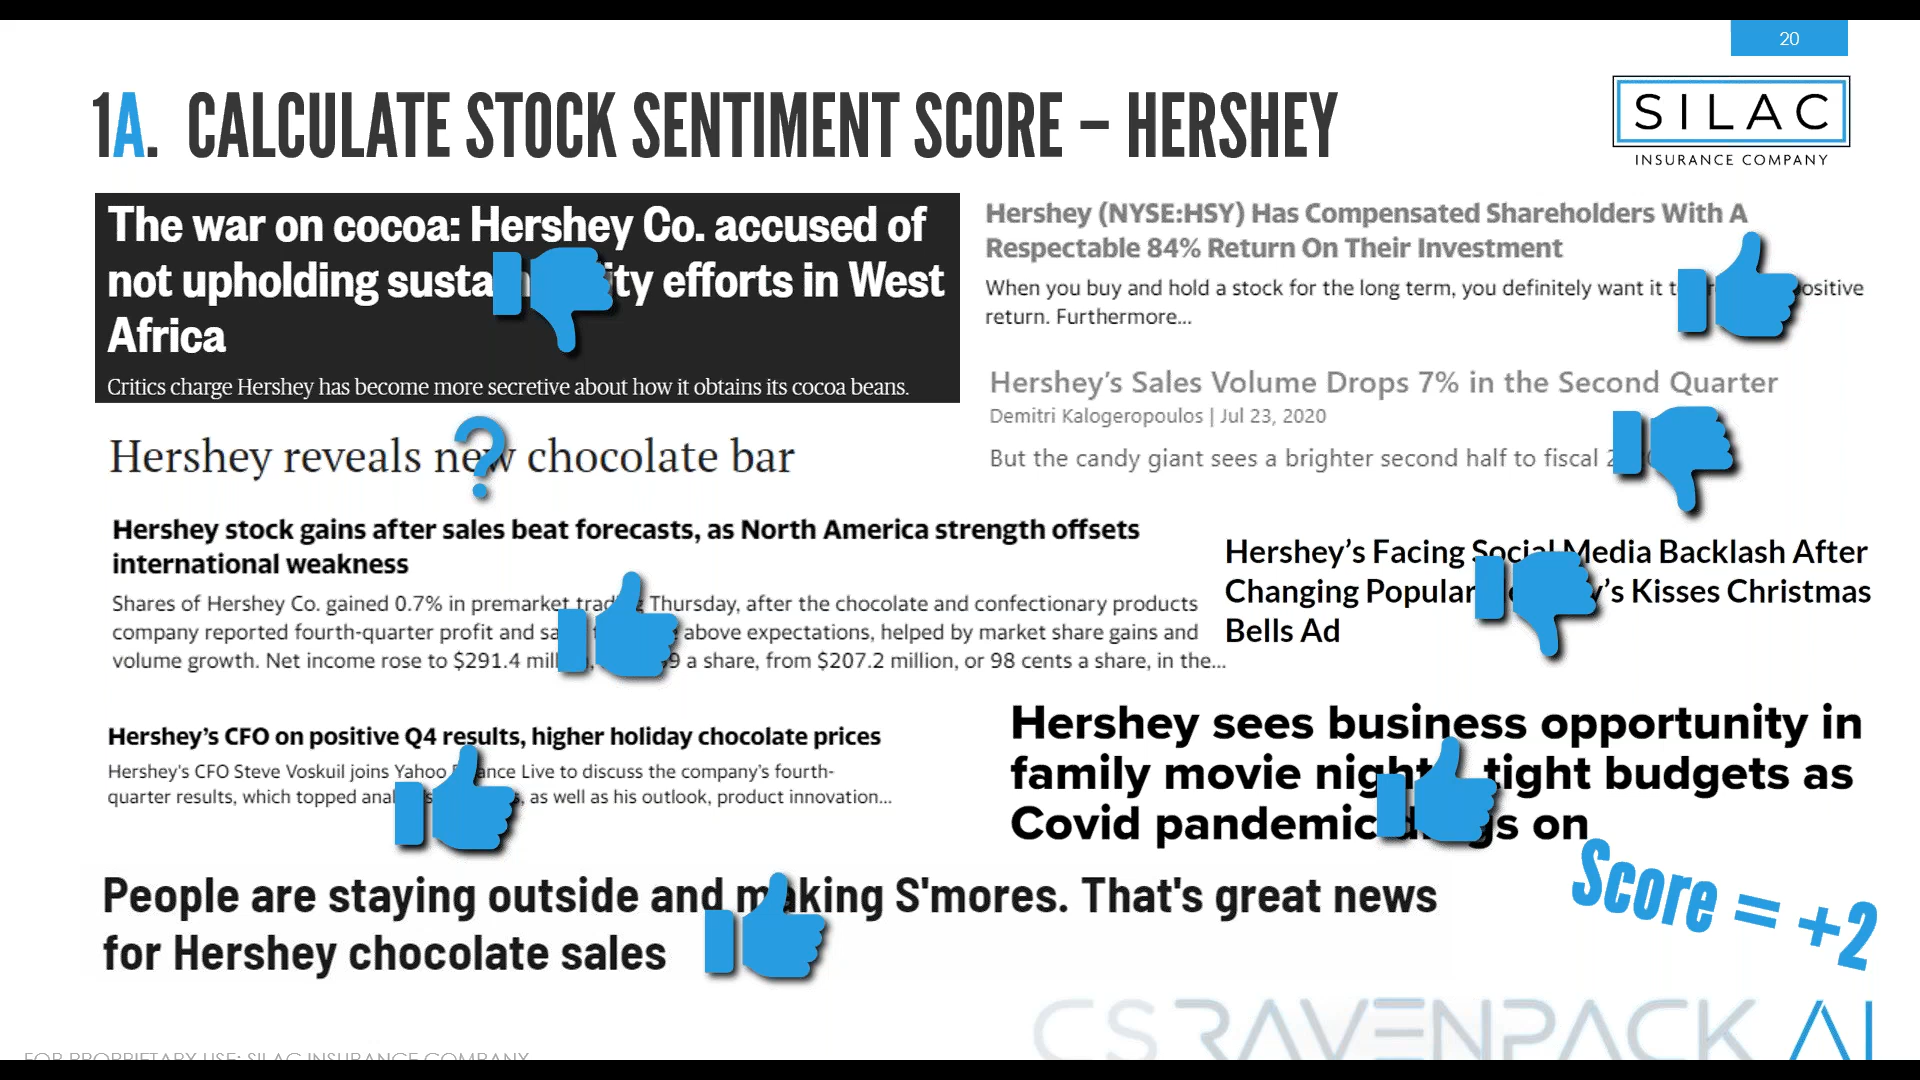 20
1A. CALCULATE STOCK SENTIMENT SCORE – HERSHEY
SILAC
INSURANCE COMPANY
The war on cocoa: Hershey Co. accused of
not upholding efforts in West
Africa
Critics charge Hershey has become more secretive about how it obtains its cocoa beans.
Hershey (NYSE:HSY) Has Compensated Shareholders With A
Respectable 84% Return On Their Investment
When you buy and hold a stock for the long term, you definitely want it
return. Furthermore...
Hershey's Sales Volume Drops 7% in the Second Quarter
Demitri Kalogeropoulos | Jul 23, 2020
But the candy giant sees a brighter second half to fiscal
Hershey reveals new chocolate bar
?
Hershey stock gains after sales beat forecasts, as North America strength offsets
international weakness
Shares of Hershey Co. gained 0.7% in premarket Thursday, after the chocolate and confectionary products
company reported fourth-quarter profit and above expectations, helped by market share gains and
volume growth. Net income rose to $291.4 a share, from $207.2 million, or 98 cents a share, in the...
Hershey's Facing Social Media Backlash After
Changing Popular Kisses Christmas
Bells Ad
Hershey's CFO on positive Q4 results, higher holiday chocolate prices
Hershey's CFO Steve Voskuil joins Yahoo Live to discuss the company's fourth-
quarter results, which topped as well as his outlook, product innovation...
Hershey sees business opportunity in
family movie tight budgets as
Covid pandemic on
People are staying outside and making S'mores. That's great news
for Hershey chocolate sales
Score = +2
CS RAVENPACK AI
FOR PROPRIETARY USE: SILAC INSURANCE COMPANY